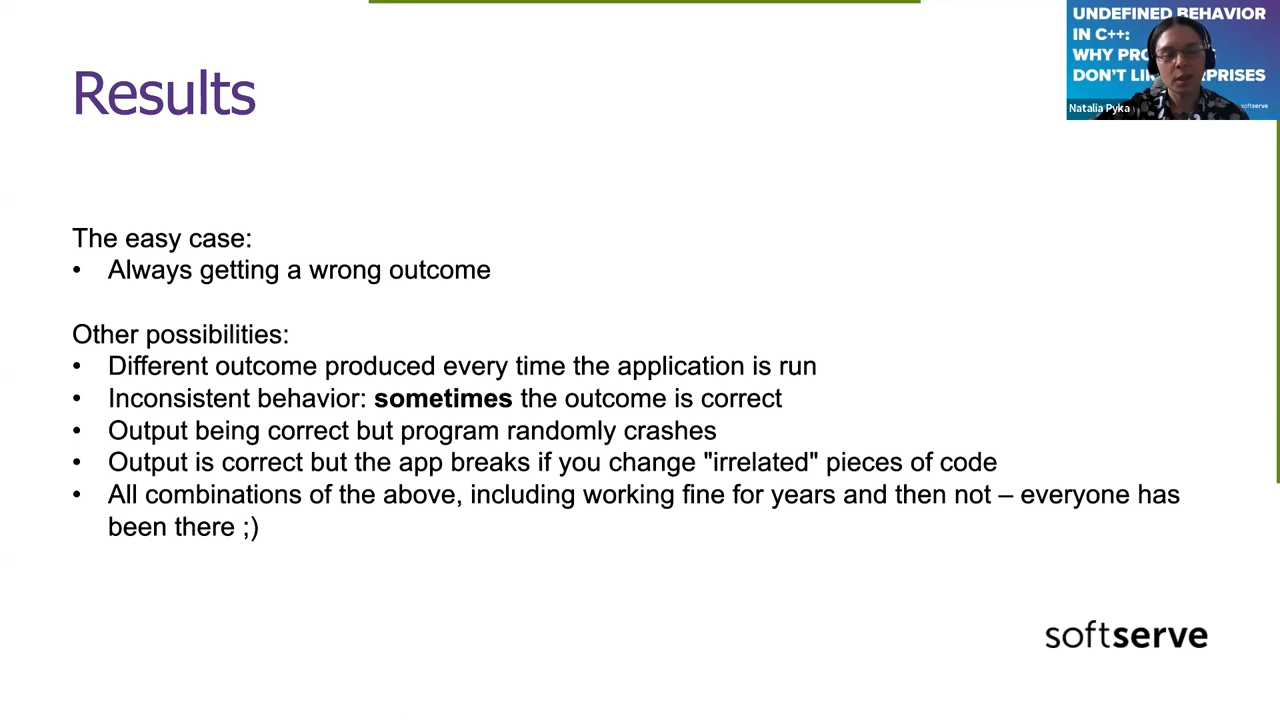 UNDEFINED BEHAVIOR
IN C++:
WHY PRO
DON'T LI RPRISES
Natalia Pyka
softserve
Results
The easy case:
• Always getting a wrong outcome
Other possibilities:
• Different outcome produced every time the application is run
• Inconsistent behavior: sometimes the outcome is correct
• Output being correct but program randomly crashes
• Output is correct but the app breaks if you change "irrelated" pieces of code
• All combinations of the above, including working fine for years and then not – everyone has
been there ;)
softserve